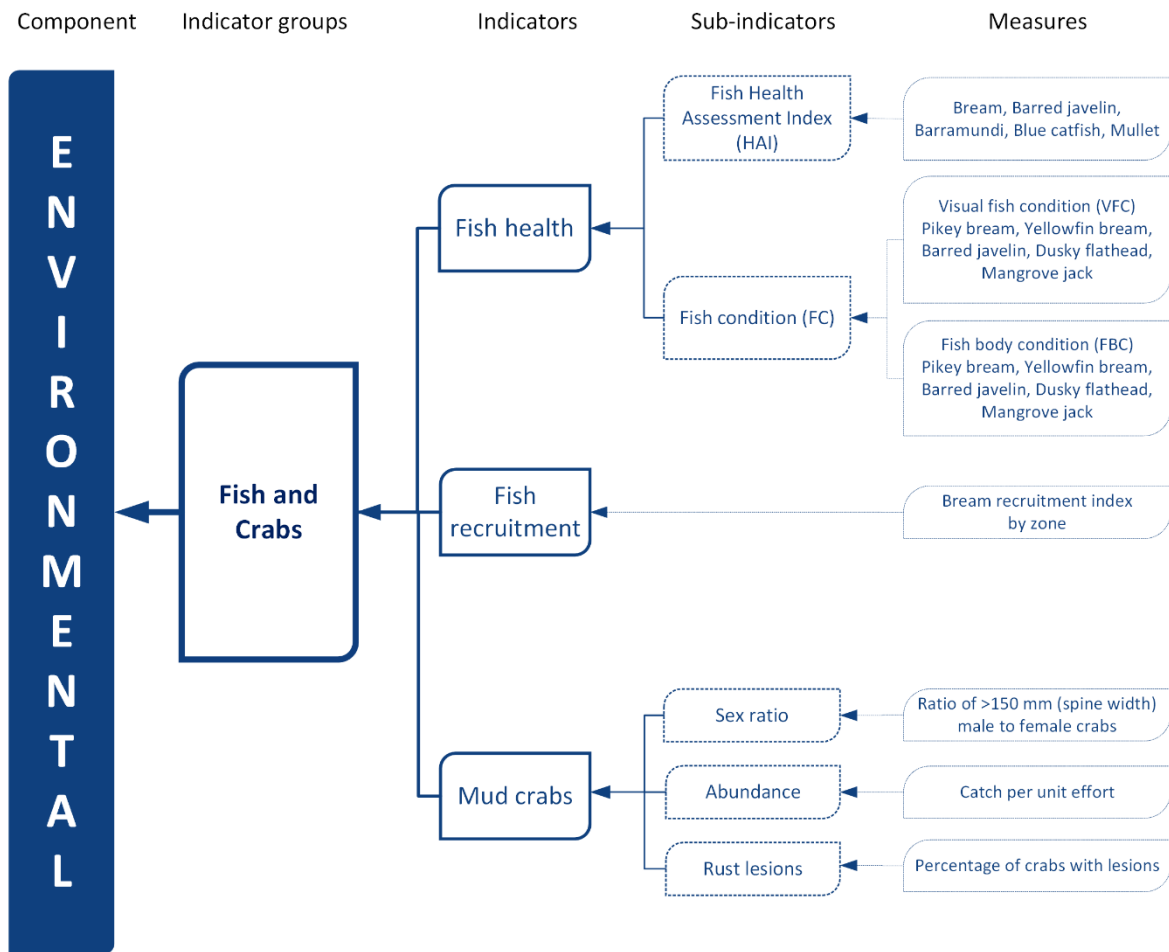 Component
Indicator groups
Indicators
Sub-indicators
Measures
ENVIRONMENTAL
Fish and
Crabs
Fish health
Fish Health
Assessment Index
(HAI)
Bream, Barred javelin,
Barramundi, Blue catfish, Mullet
Fish condition (FC)
Visual fish condition (VFC)
Pikey bream, Yellowfin bream,
Barred javelin, Dusky flathead,
Mangrove jack
Fish body condition (FBC)
Pikey bream, Yellowfin bream,
Barred javelin, Dusky flathead,
Mangrove jack
Fish
recruitment
Bream recruitment index
by zone
Mud crabs
Sex ratio
Ratio of >150 mm (spine width)
male to female crabs
Abundance
Catch per unit effort
Rust lesions
Percentage of crabs with lesions